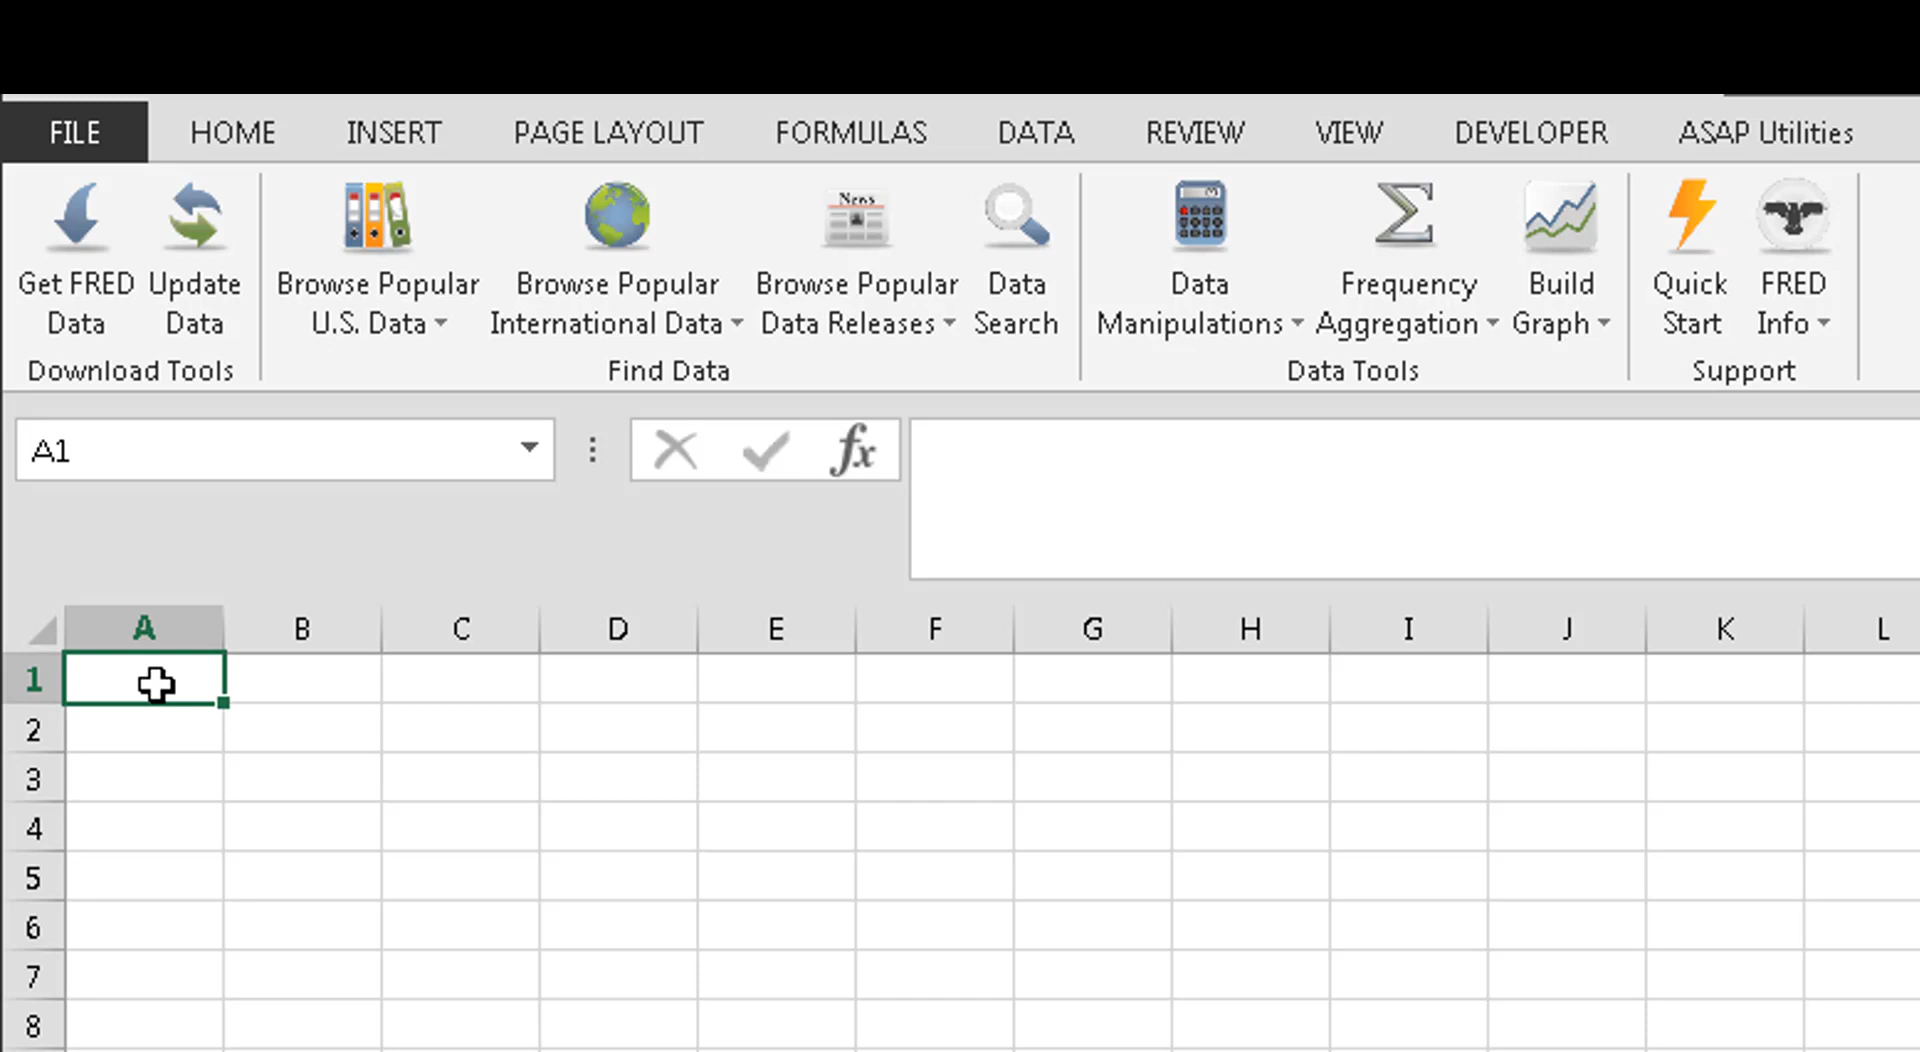 FILE HOME INSERT PAGE LAYOUT FORMULAS DATA REVIEW VIEW DEVELOPER ASAP Utilities
News
Get FRED Data
Update Data
Browse Popular U.S. Data
Browse Popular International Data
Browse Popular Data Releases
Data Search
Data Manipulations
Frequency Aggregation
Build Graph
Quick Start
FRED Info
Download Tools
Find Data
Data Tools
Support
A1
fx
A B C D E F G H I J K L
1
2
3
4
5
6
7
8